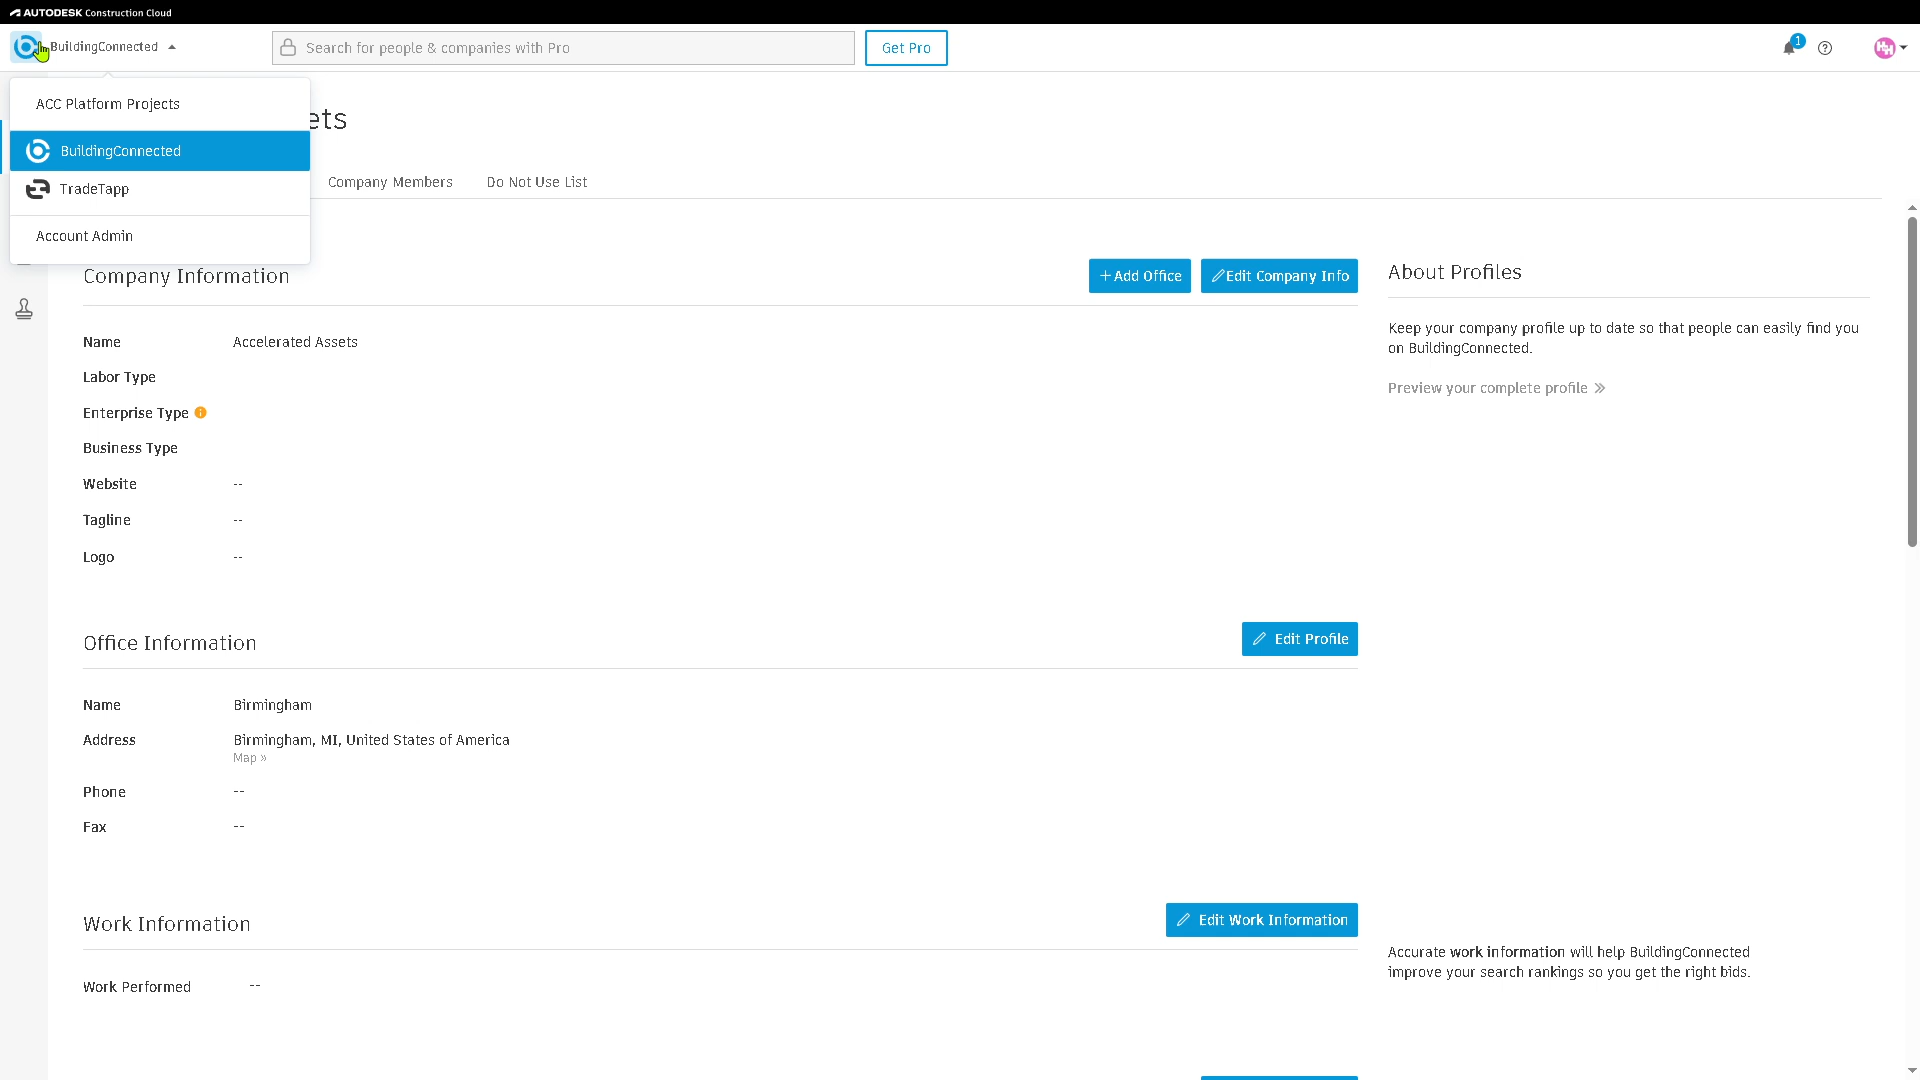 AUTODESK Construction Cloud
BuildingConnected
Search for people & companies with Pro
Get Pro
1
HH
ACC Platform Projects
BuildingConnected
TradeTapp
Account Admin
ets
Company Members
Do Not Use List
Company Information
+Add Office
Edit Company Info
Name
Accelerated Assets
Labor Type
Enterprise Type
Business Type
Website
--
Tagline
--
Logo
--
About Profiles
Keep your company profile up to date so that people can easily find you
on BuildingConnected.
Preview your complete profile »
Office Information
Edit Profile
Name
Birmingham
Address
Birmingham, MI, United States of America
Map »
Phone
--
Fax
--
Work Information
Edit Work Information
Work Performed
--
Accurate work information will help BuildingConnected
improve your search rankings so you get the right bids.